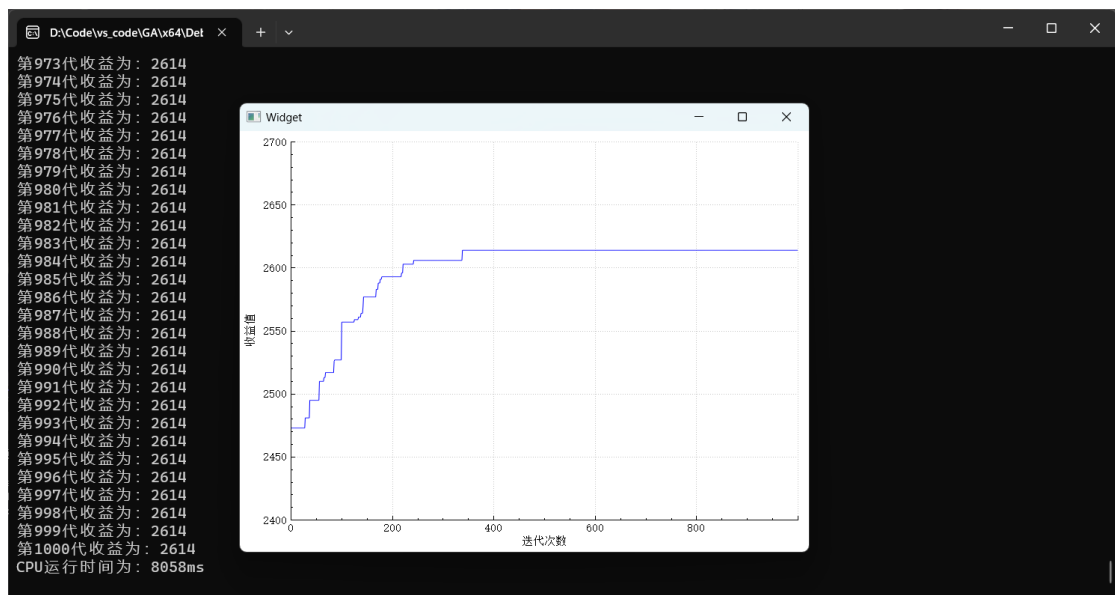 D:\Code\vs_code\GA\x64\Det
第973代收益为: 2614
第974代收益为: 2614
第975代收益为: 2614
第976代收益为: 2614
第977代收益为: 2614
第978代收益为: 2614
第979代收益为: 2614
第980代收益为: 2614
第981代收益为: 2614
第982代收益为: 2614
第983代收益为: 2614
第984代收益为: 2614
第985代收益为: 2614
第986代收益为: 2614
第987代收益为: 2614
第988代收益为: 2614
第989代收益为: 2614
第990代收益为: 2614
第991代收益为: 2614
第992代收益为: 2614
第993代收益为: 2614
第994代收益为: 2614
第995代收益为: 2614
第996代收益为: 2614
第997代收益为: 2614
第998代收益为: 2614
第999代收益为: 2614
第1000代收益为: 2614
CPU运行时间为: 8058ms
Widget
2700
2650
2600
2550
2500
2450
2400
收益值
0 200 400 600 800
迭代次数